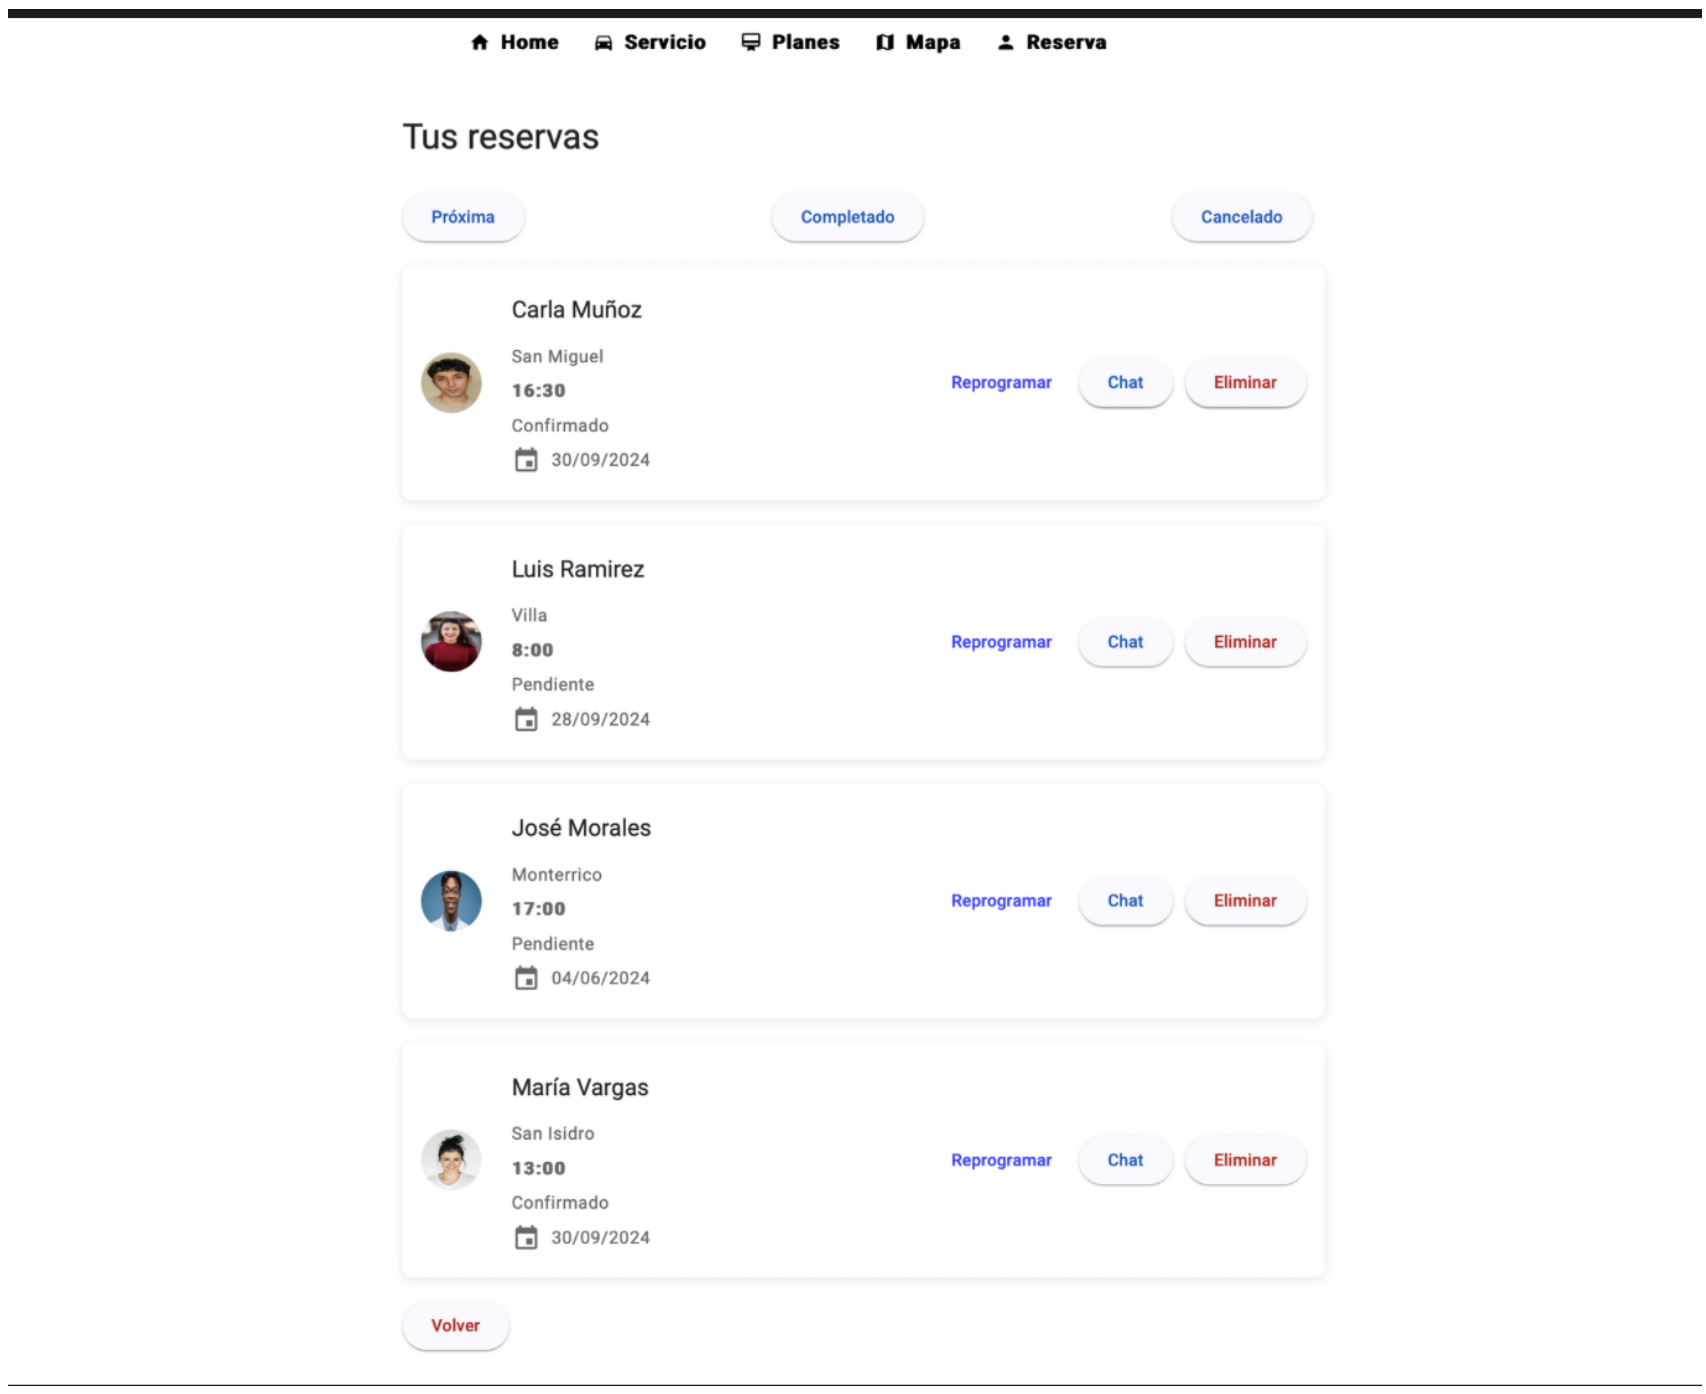 Home Servicio Planes Mapa Reserva
Tus reservas
Próxima Completado Cancelado
Carla Muñoz
San Miguel
16:30
Confirmado
30/09/2024
Reprogramar Chat Eliminar
Luis Ramirez
Villa
8:00
Pendiente
28/09/2024
Reprogramar Chat Eliminar
José Morales
Monterrico
17:00
Pendiente
04/06/2024
Reprogramar Chat Eliminar
María Vargas
San Isidro
13:00
Confirmado
30/09/2024
Reprogramar Chat Eliminar
Volver